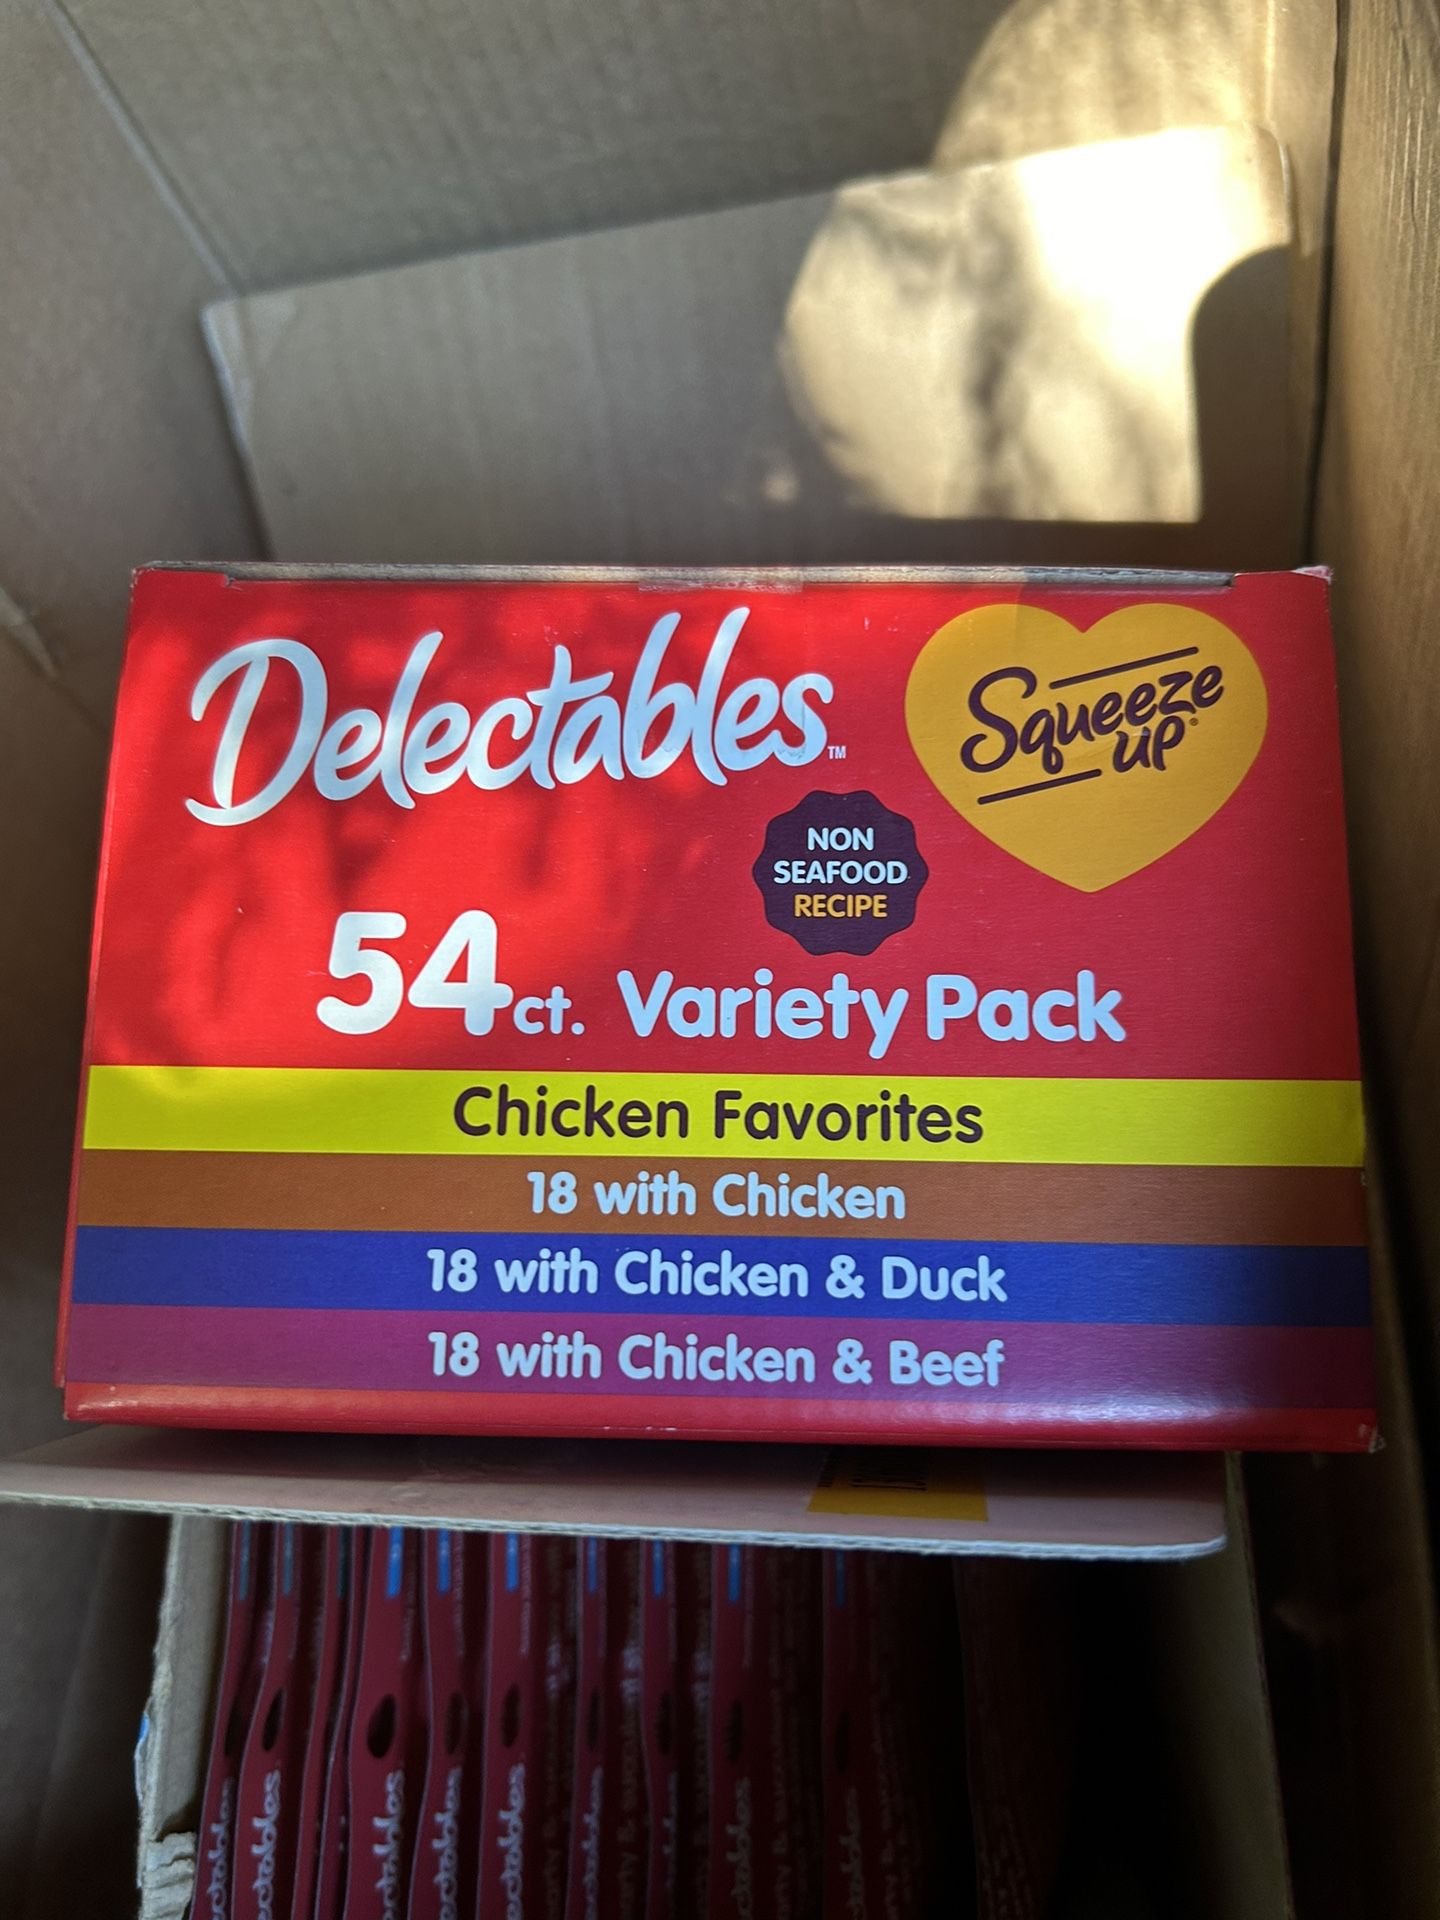 Delectables™
Squeeze
UP®
NON
SEAFOOD
RECIPE
54ct. Variety Pack
Chicken Favorites
18 with Chicken
18 with Chicken & Duck
18 with Chicken & Beef